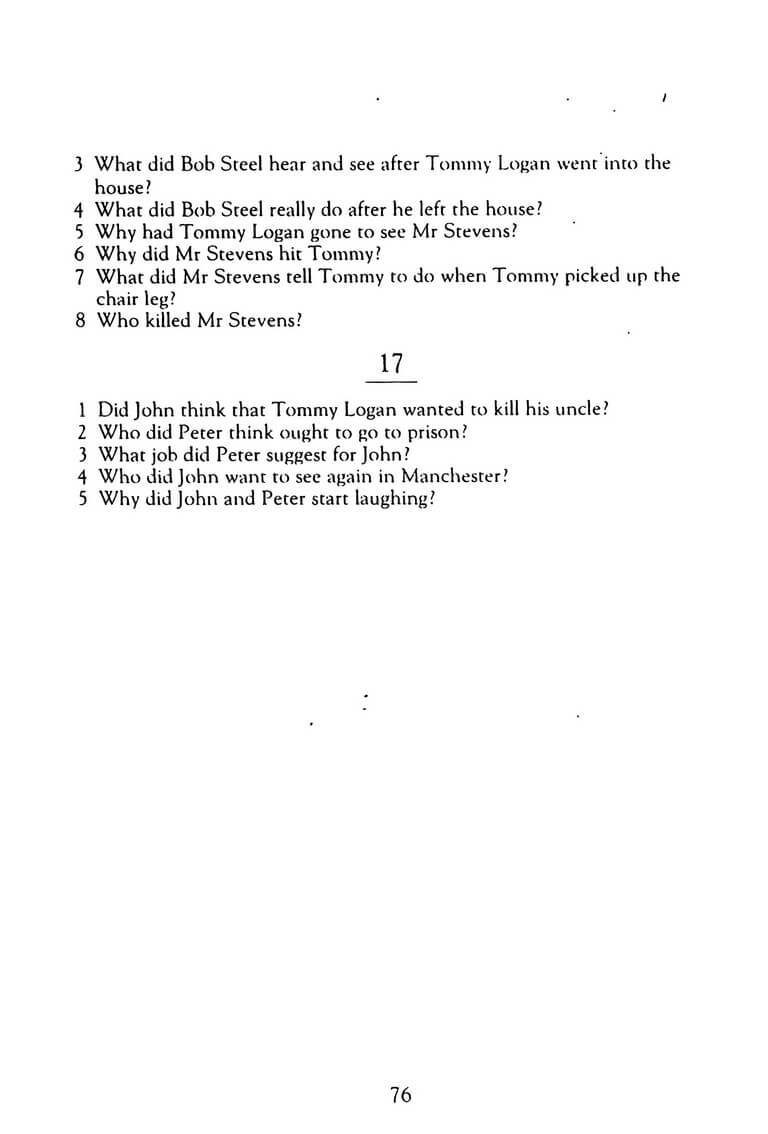 3 What did Bob Steel hear and see after Tommy Logan went into the
house?
4 What did Bob Steel really do after he left the house?
5 Why had Tommy Logan gone to see Mr Stevens?
6 Why did Mr Stevens hit Tommy?
7 What did Mr Stevens tell Tommy to do when Tommy picked up the
chair leg?
8 Who killed Mr Stevens?
17
1 Did John think that Tommy Logan wanted to kill his uncle?
2 Who did Peter think ought to go to prison?
3 What job did Peter suggest for John?
4 Who did John want to see again in Manchester?
5 Why did John and Peter start laughing?
76